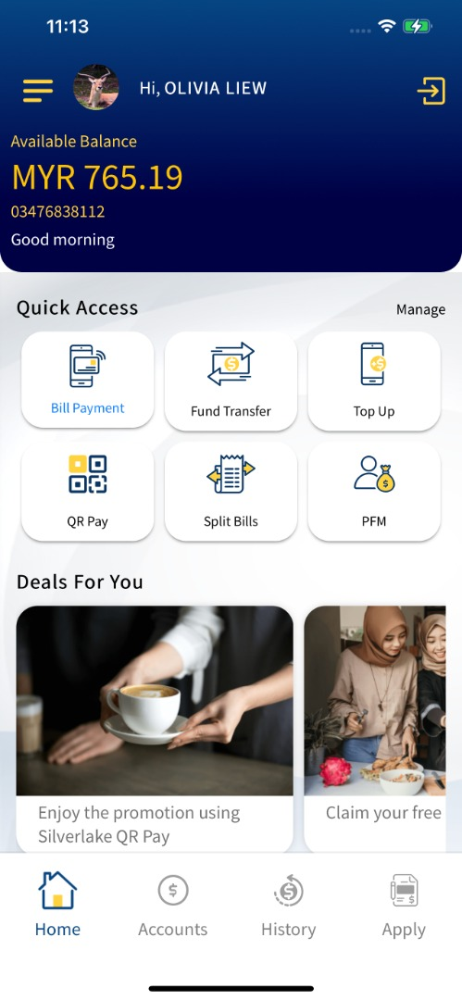 11:13
Hi, OLIVIA LIEW
Available Balance
MYR 765.19
03476838112
Good morning
Quick Access
Manage
Bill Payment
Fund Transfer
Top Up
QR Pay
Split Bills
PFM
Deals For You
Enjoy the promotion using
Silverlake QR Pay
Claim your free
Home
Accounts
History
Apply